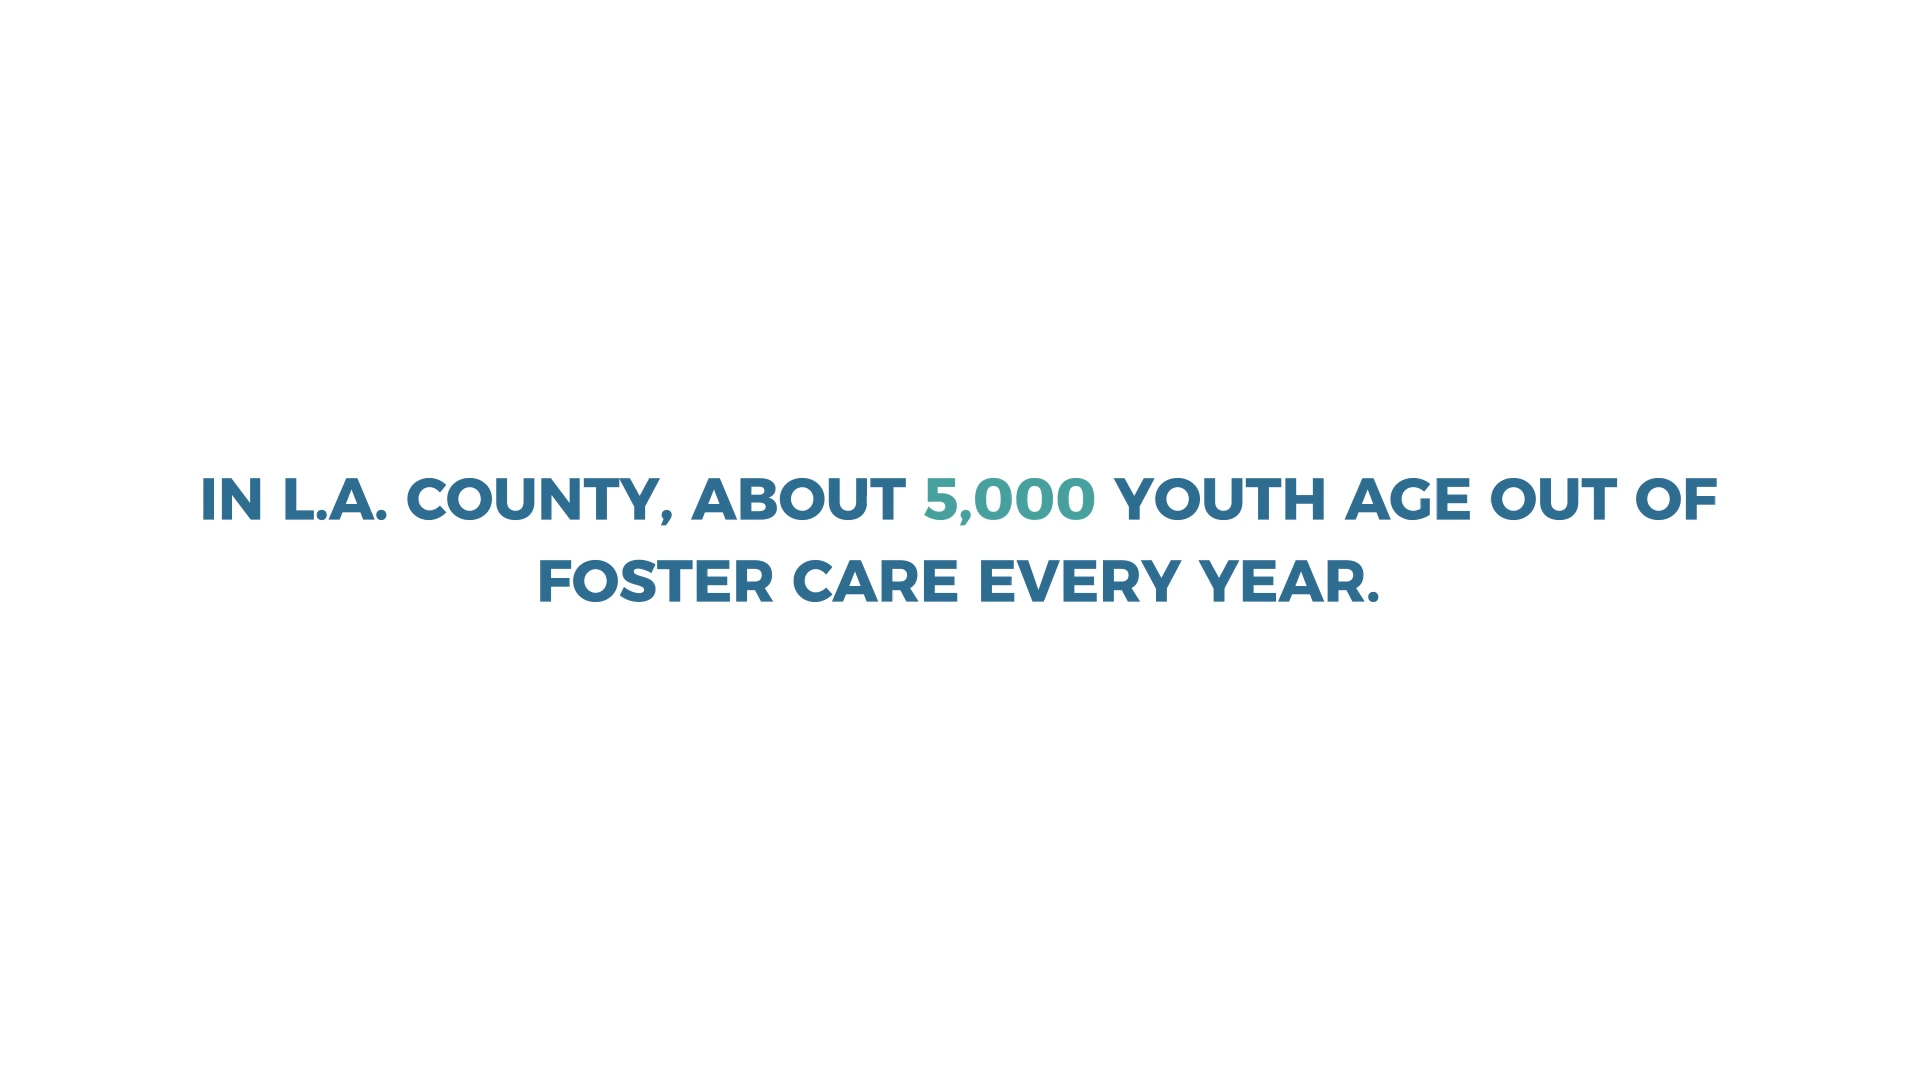 IN L.A. COUNTY, ABOUT 5,000 YOUTH AGE OUT OF
FOSTER CARE EVERY YEAR.